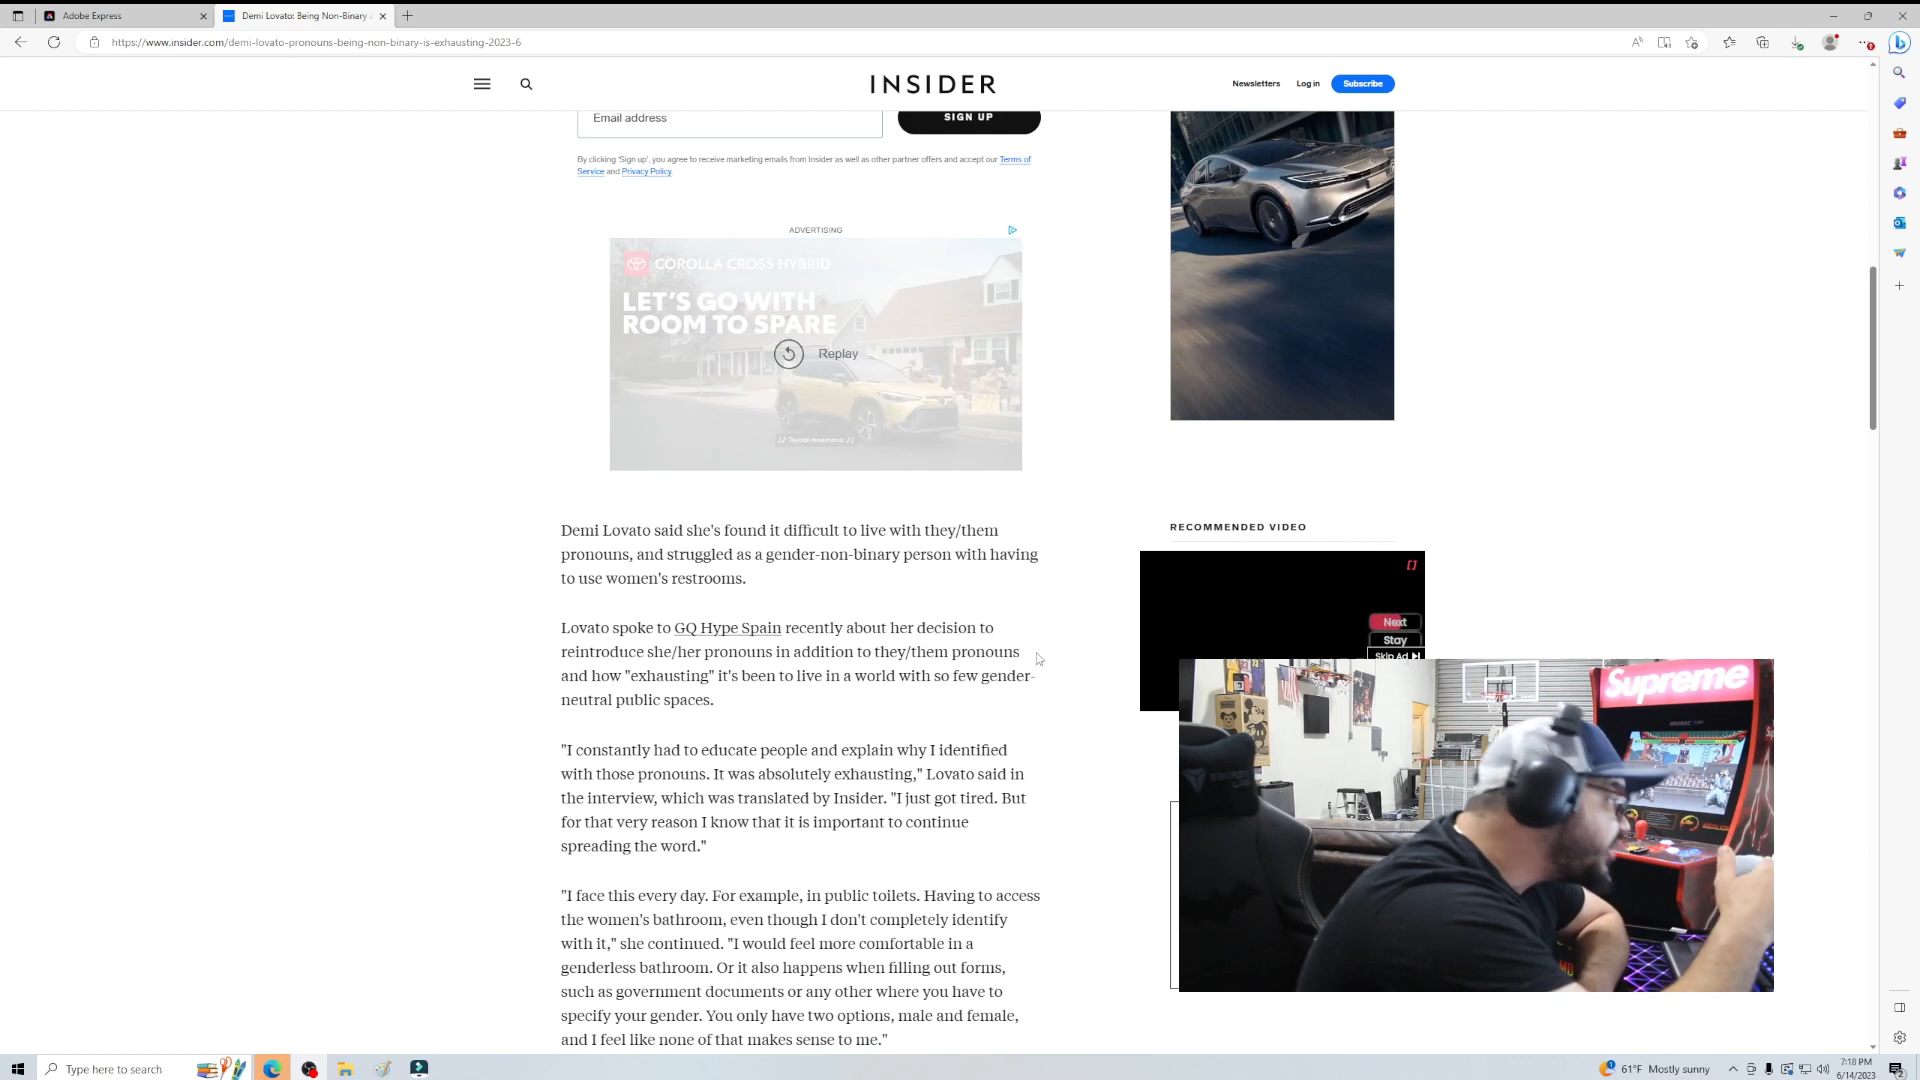 Adobe Express
Demi Lovato: Being Non-Binary
https://www.insider.com/demi-lovato-pronouns-being-non-binary-is-exhausting-2023-6
INSIDER
Newsletters
Log in
Subscribe
Email address
SIGN UP
By clicking 'Sign up', you agree to receive marketing emails from Insider as well as other partner offers and accept our Terms of
Service and Privacy Policy.
ADVERTISING
COROLLA CROSS HYBRID
LET'S GO WITH
ROOM TO SPARE
Replay
Toyota mnemonic
Demi Lovato said she's found it difficult to live with they/them
pronouns, and struggled as a gender-non-binary person with having
to use women's restrooms.
Lovato spoke to GQ Hype Spain recently about her decision to
reintroduce she/her pronouns in addition to they/them pronouns
and how "exhausting" it's been to live in a world with so few gender-
neutral public spaces.
"I constantly had to educate people and explain why I identified
with those pronouns. It was absolutely exhausting," Lovato said in
the interview, which was translated by Insider. "I just got tired. But
for that very reason I know that it is important to continue
spreading the word."
"I face this every day. For example, in public toilets. Having to access
the women's bathroom, even though I don't completely identify
with it," she continued. "I would feel more comfortable in a
genderless bathroom. Or it also happens when filling out forms,
such as government documents or any other where you have to
specify your gender. You only have two options, male and female,
and I feel like none of that makes sense to me."
RECOMMENDED VIDEO
Next
Stay
Skip Ad
Supreme
Type here to search
61°F Mostly sunny
7:18 PM
6/14/2023